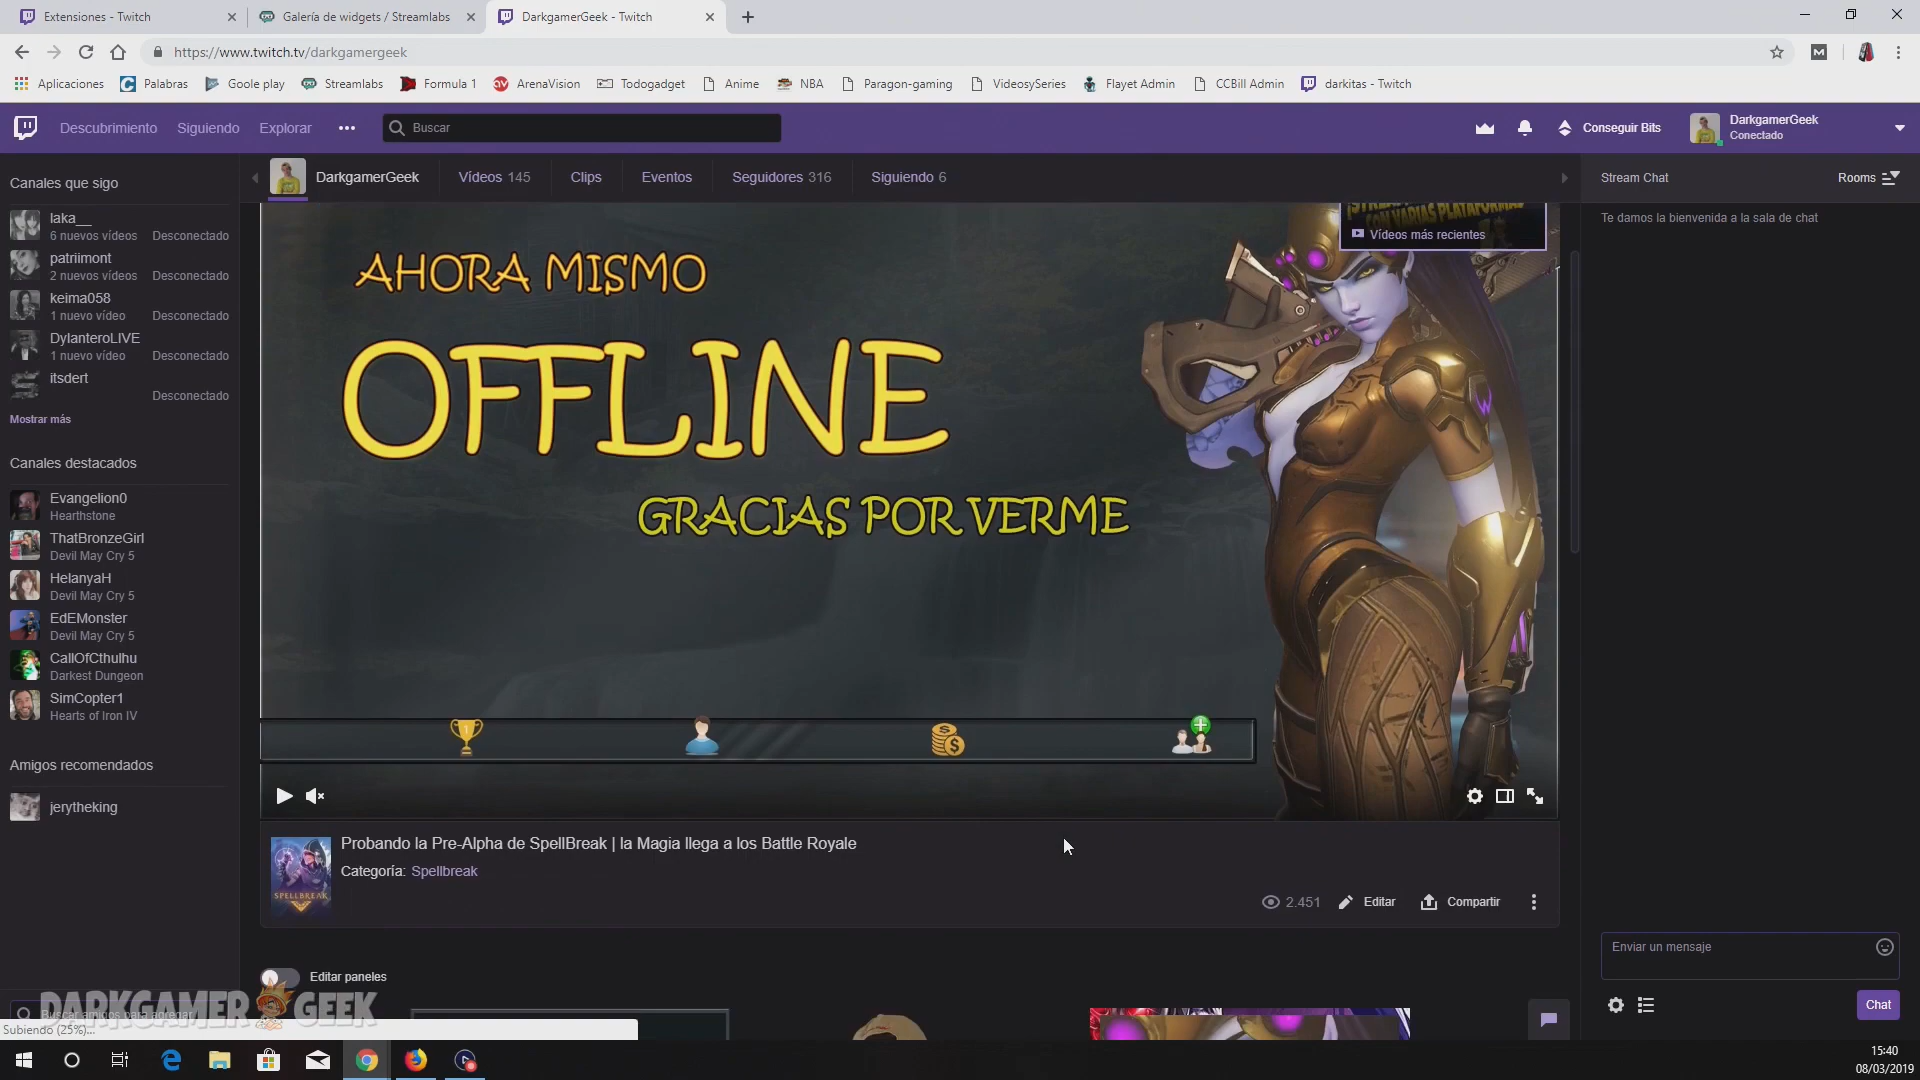 Extensiones - Twitch
Galería de widgets / Streamlabs
DarkgamerGeek - Twitch
https://www.twitch.tv/darkgamergeek
Aplicaciones
Palabras
Goole play
Streamlabs
Formula 1
ArenaVision
Todogadget
Anime
NBA
Paragon-gaming
VideosySeries
Flayet Admin
CCBill Admin
darkitas - Twitch
Descubrimiento
Siguiendo
Explorar
Buscar
Conseguir Bits
DarkgamerGeek
Conectado
Canales que sigo
laka__
6 nuevos vídeos Desconectado
patriimont
2 nuevos vídeos Desconectado
keima058
1 nuevo vídeo Desconectado
DylanteroLIVE
1 nuevo vídeo Desconectado
itsdert
Desconectado
Mostrar más
Canales destacados
Evangelion0
Hearthstone
ThatBronzeGirl
Devil May Cry 5
HelanyaH
Devil May Cry 5
EdEMonster
Devil May Cry 5
CallOfCthulhu
Darkest Dungeon
SimCopter1
Hearts of Iron IV
Amigos recomendados
jerytheking
Buscar amigos para agregar
DarkgamerGeek
Vídeos 145
Clips
Eventos
Seguidores 316
Siguiendo 6
CON VARIAS PLATAFORMAS
Vídeos más recientes
AHORA MISMO
OFFLINE
GRACIAS POR VERME
SPELLBREAK
Probando la Pre-Alpha de SpellBreak | la Magia llega a los Battle Royale
Categoría: Spellbreak
2.451
Editar
Compartir
Editar paneles
DARKGAMER GEEK
Subiendo (25%)...
Stream Chat
Rooms
Te damos la bienvenida a la sala de chat
Enviar un mensaje
Chat
15:40
08/03/2019